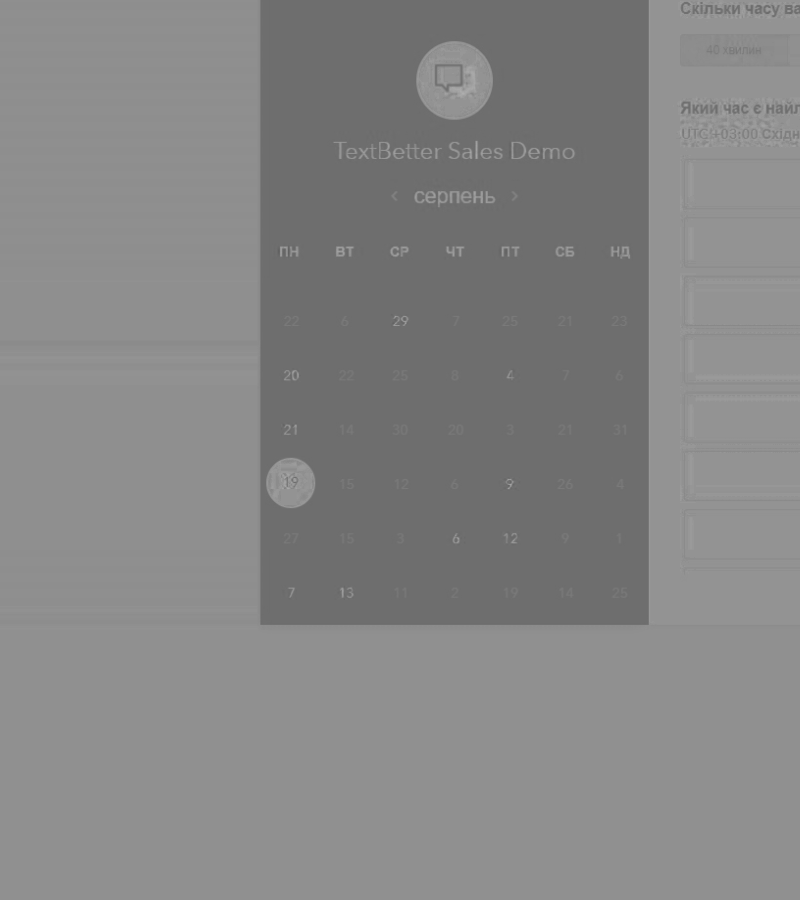 Скільки часу ва
40 хвилин
Який час є найл
UTC+03:00 Східн
TextBetter Sales Demo
серпень
ПН ВТ СР ЧТ ПТ СБ НД
22 6 29 7 25 21 23
20 22 25 8 4 7 6
21 14 30 20 3 21 31
19 15 12 6 9 26 4
27 15 3 6 12 9 1
7 13 11 2 19 14 25